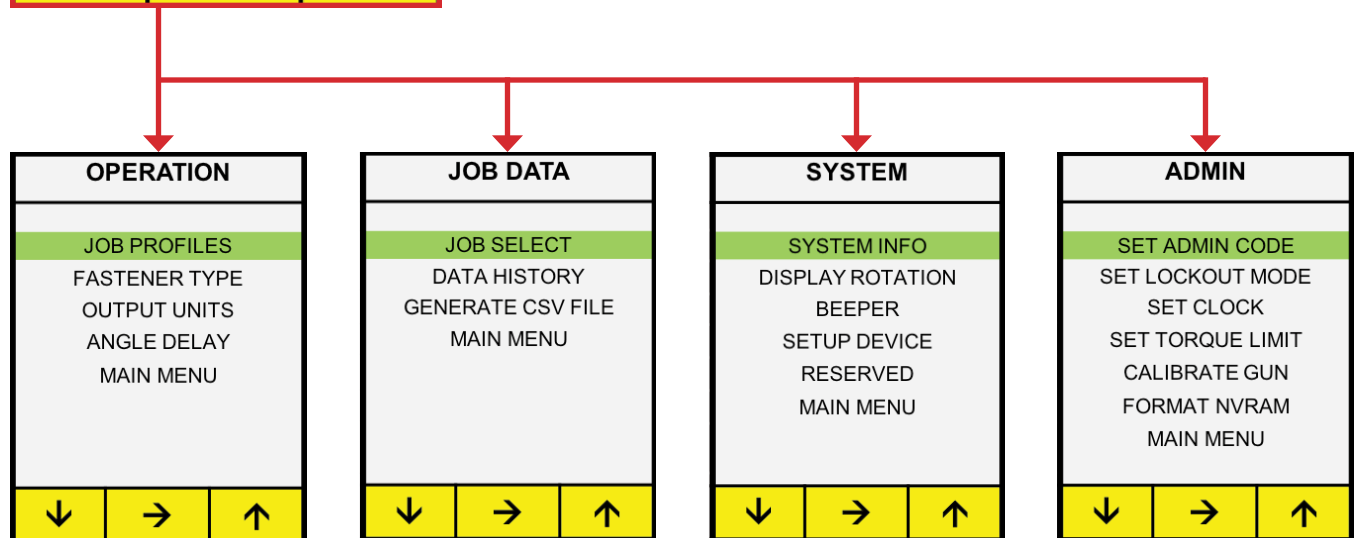 OPERATION
JOB PROFILES
FASTENER TYPE
OUTPUT UNITS
ANGLE DELAY
MAIN MENU
JOB DATA
JOB SELECT
DATA HISTORY
GENERATE CSV FILE
MAIN MENU
SYSTEM
SYSTEM INFO
DISPLAY ROTATION
BEEPER
SETUP DEVICE
RESERVED
MAIN MENU
ADMIN
SET ADMIN CODE
SET LOCKOUT MODE
SET CLOCK
SET TORQUE LIMIT
CALIBRATE GUN
FORMAT NVRAM
MAIN MENU